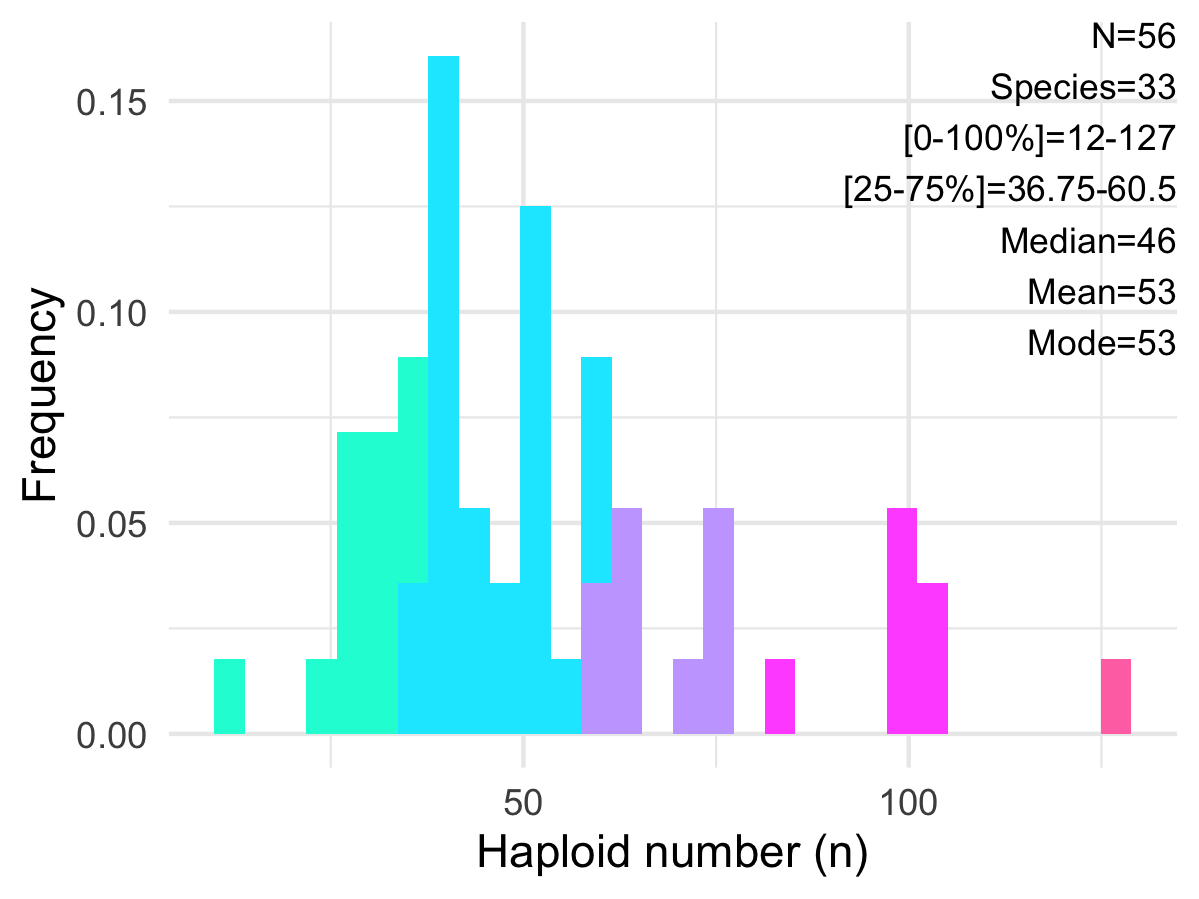 N=56
Species=33
[0-100%]=12-127
[25-75%]=36.75-60.5
Median=46
Mean=53
Mode=53
0.15
0.10
0.05
0.00
Frequency
50
100
Haploid number (n)